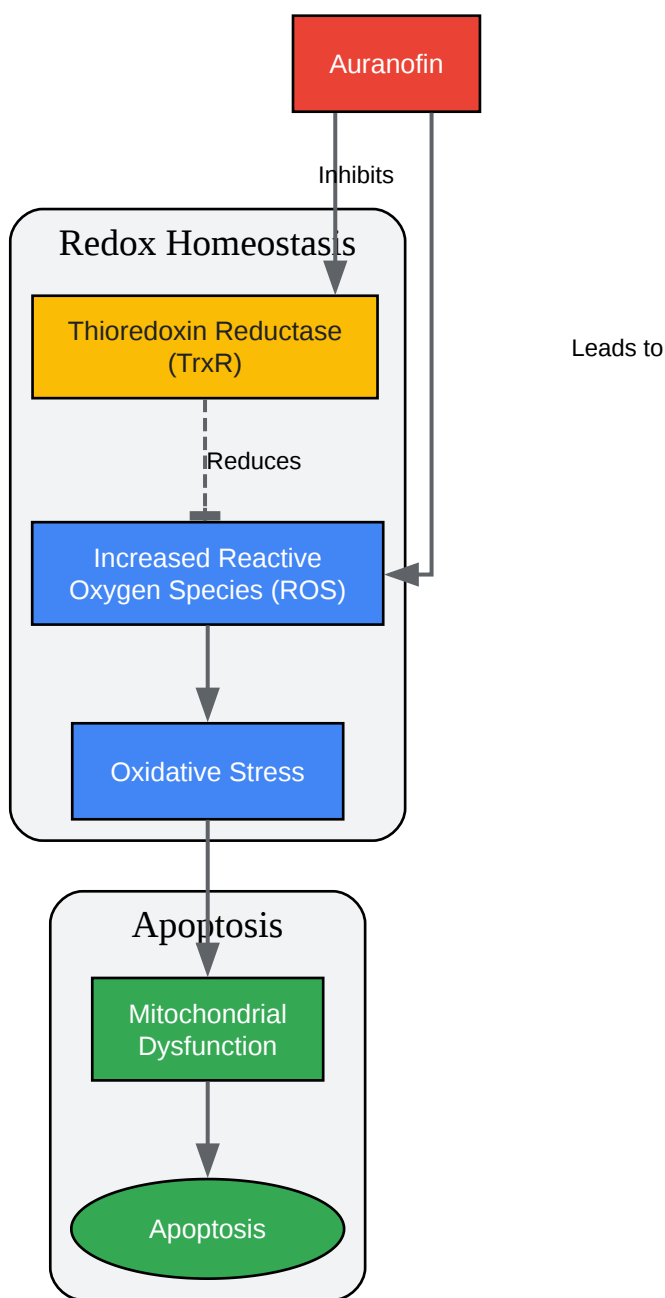 Auranofin
Inhibits
Redox Homeostasis
Thioredoxin Reductase
(TrxR)
Leads to
Reduces
Increased Reactive
Oxygen Species (ROS)
Oxidative Stress
Apoptosis
Mitochondrial
Dysfunction
Apoptosis